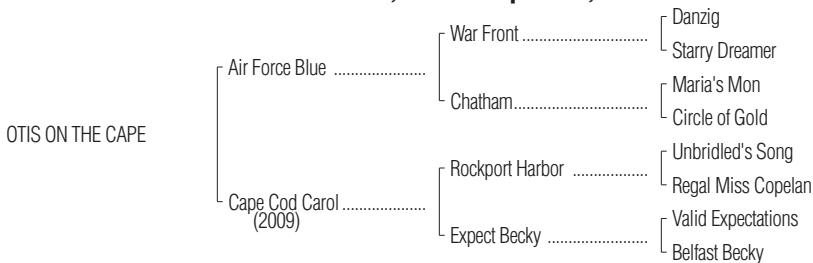 Danzig
War Front ..........................
Starry Dreamer
Air Force Blue ...................
Maria's Mon
Chatham............................
Circle of Gold
OTIS ON THE CAPE
Unbridled's Song
Rockport Harbor ...............
Regal Miss Copelan
Cape Cod Carol .................
(2009)
Valid Expectations
Expect Becky .....................
Belfast Becky